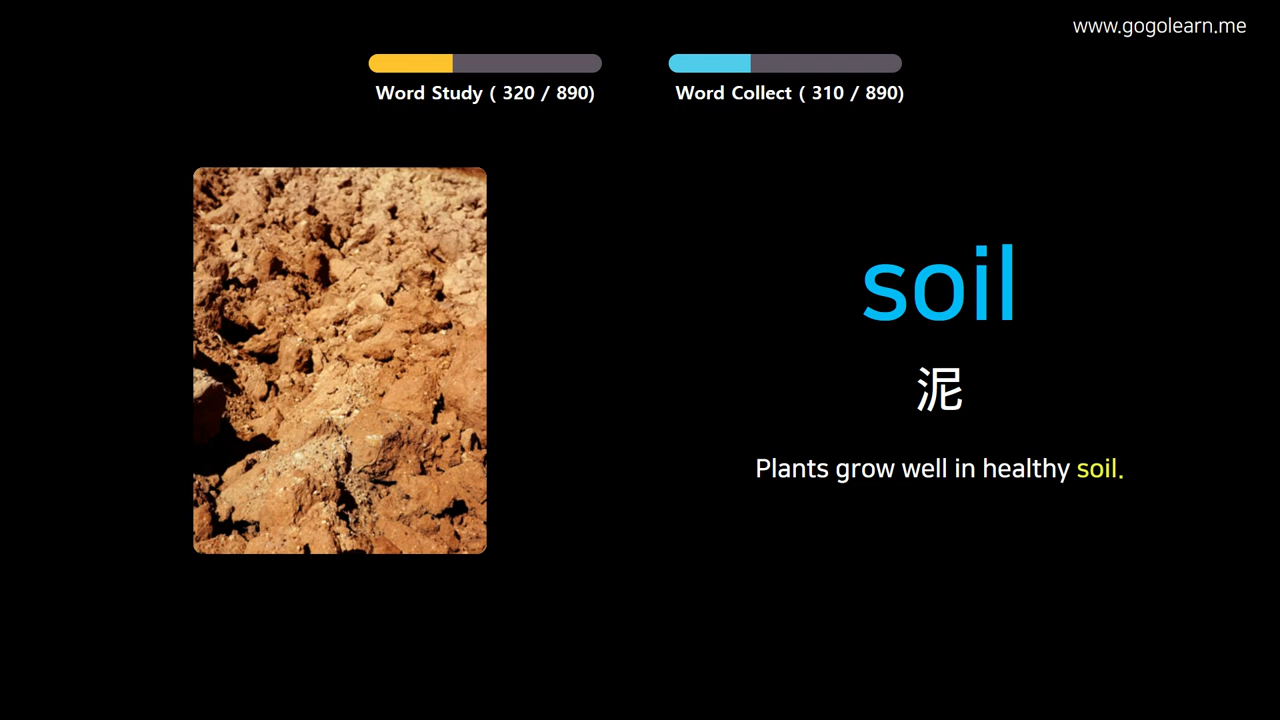 www.gogolearn.me
Word Study ( 320 / 890)
Word Collect ( 310 / 890)
soil
泥
Plants grow well in healthy soil.